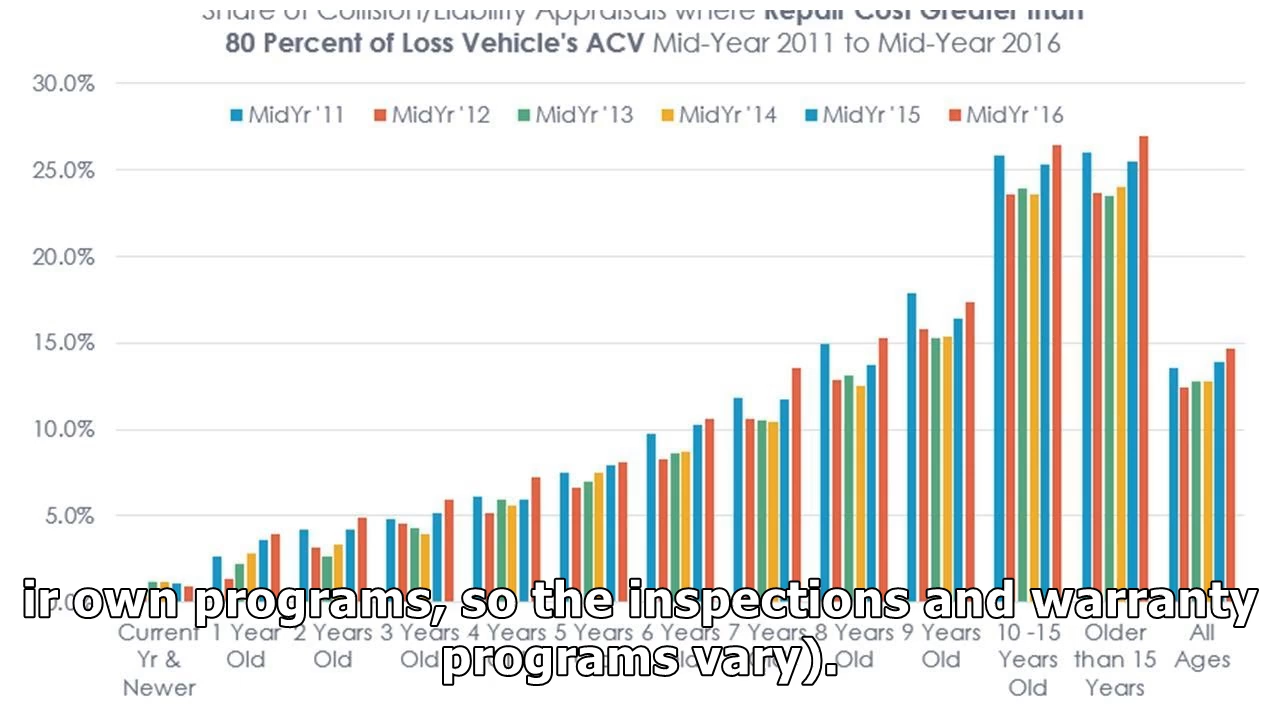 Share of Collision/Liability Appraisals where Repair Cost Greater than
80 Percent of Loss Vehicle's ACV Mid-Year 2011 to Mid-Year 2016
30.0%
MidYr '11 MidYr '12 MidYr '13 MidYr '14 MidYr '15 MidYr '16
25.0%
20.0%
15.0%
10.0%
5.0%
ir own programs, so the inspections and warranty
programs vary).
Current Yr & Newer
1 Year Old
2 Years Old
3 Years Old
4 Years
5 Years
6 Years
7 Years
8 Years Old
9 Years Old
10 -15 Years Old
Older than 15 Years
All Ages